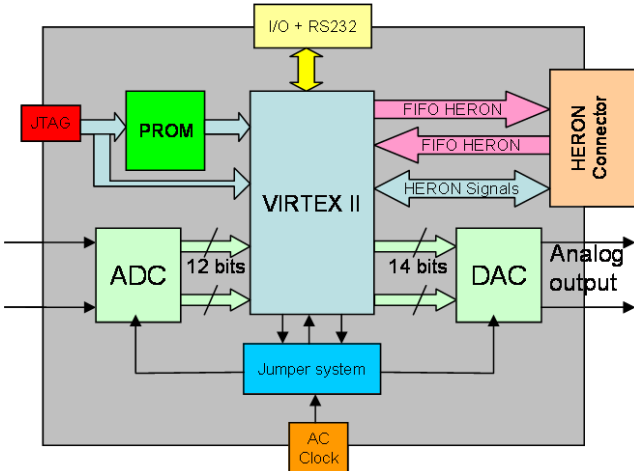 I/O + RS232
JTAG
PROM
FIFO HERON
FIFO HERON
HERON Signals
HERON
Connector
VIRTEX II
ADC
12 bits
14 bits
DAC
Analog
output
Jumper system
AC
Clock